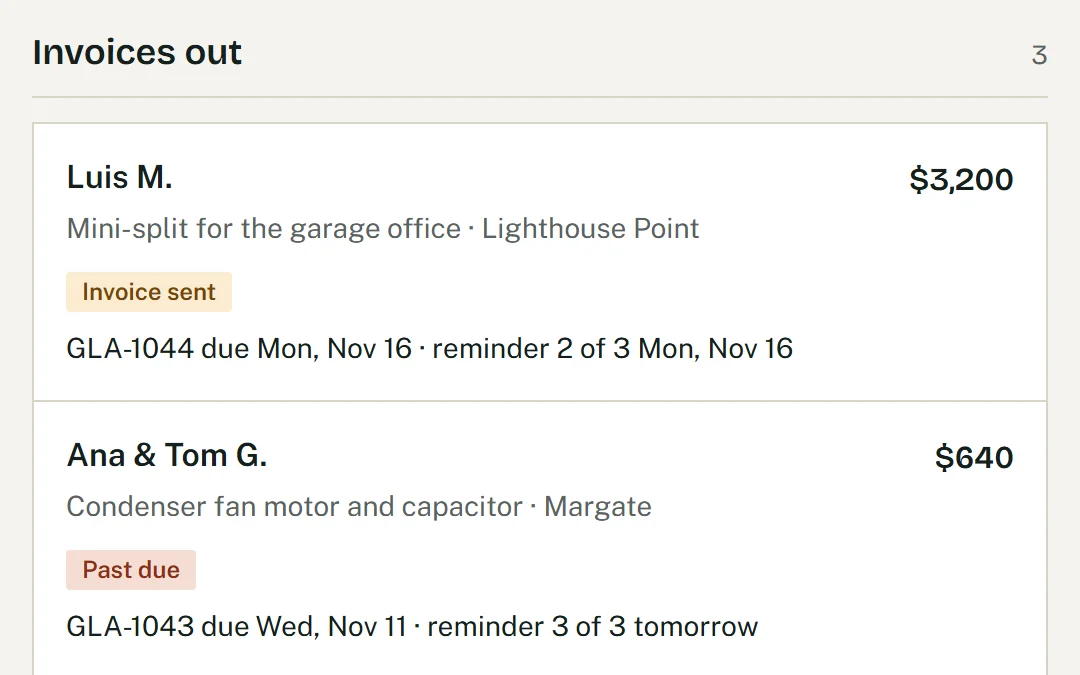 Invoices out
3
Luis M.
$3,200
Mini-split for the garage office · Lighthouse Point
Invoice sent
GLA-1044 due Mon, Nov 16 · reminder 2 of 3 Mon, Nov 16
Ana & Tom G.
$640
Condenser fan motor and capacitor · Margate
Past due
GLA-1043 due Wed, Nov 11 · reminder 3 of 3 tomorrow